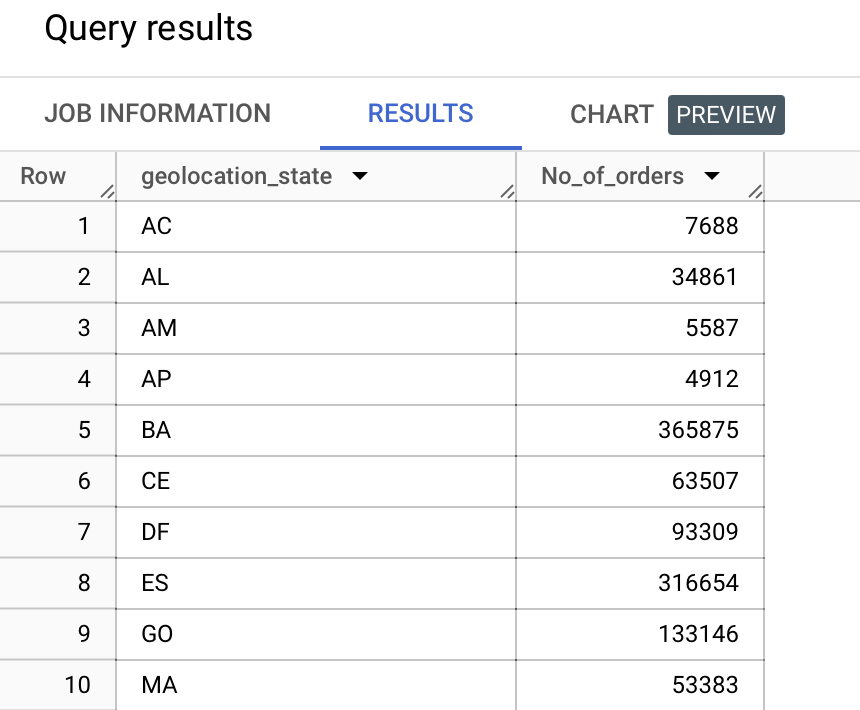 Query results
JOB INFORMATION RESULTS CHART PREVIEW
Row geolocation_state No_of_orders
1 AC 7688
2 AL 34861
3 AM 5587
4 AP 4912
5 BA 365875
6 CE 63507
7 DF 93309
8 ES 316654
9 GO 133146
10 MA 53383